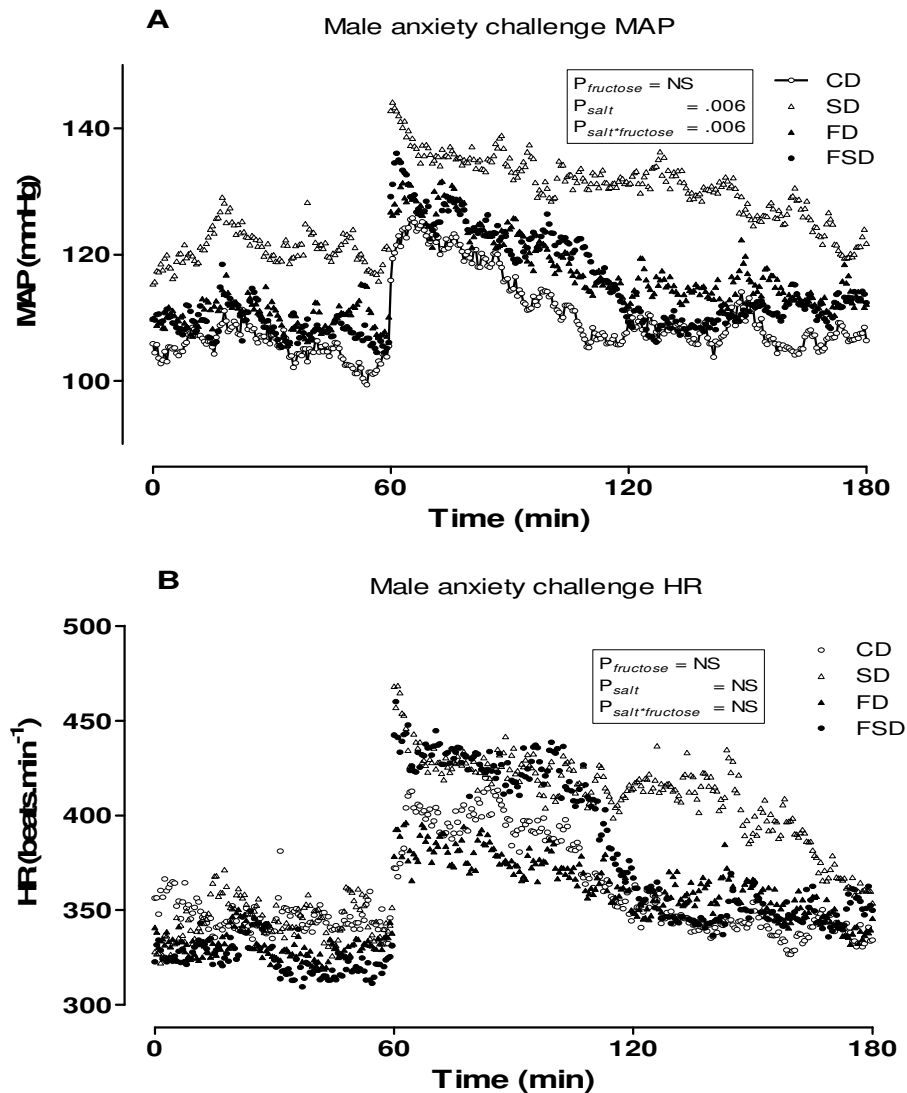 A
Male anxiety challenge MAP
P fructose = NS
P salt = .006
P salt*fructose = .006
CD
SD
FD
FSD
MAP(mmHg)
140
120
100
0 60 120 180
Time (min)
B
Male anxiety challenge HR
P fructose = NS
P salt = NS
P salt*fructose = NS
CD
SD
FD
FSD
HR(beats.min-1)
500
450
400
350
300
0 60 120 180
Time (min)